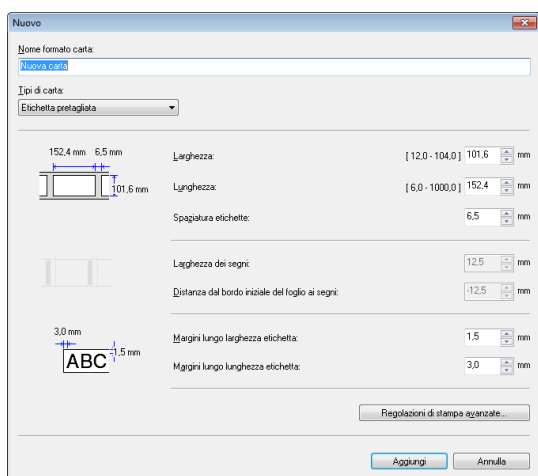 Nuovo
Nome formato carta:
Nuova carta
Tipi di carta:
Etichetta pretagliata
152,4 mm 6,5 mm
101,6 mm
Larghezza: [ 12,0 - 104,0 ] 101,6 mm
Lunghezza: [ 6,0 - 1000,0 ] 152,4 mm
Spaziatura etichette: 6,5 mm
Larghezza dei segni: 12,5 mm
Distanza dal bordo iniziale del foglio ai segni: -12,5 mm
3,0 mm
1,5 mm
ABC
Margini lungo larghezza etichetta: 1,5 mm
Margini lungo lunghezza etichetta: 3,0 mm
Regolazioni di stampa avanzate...
Aggiungi Annulla